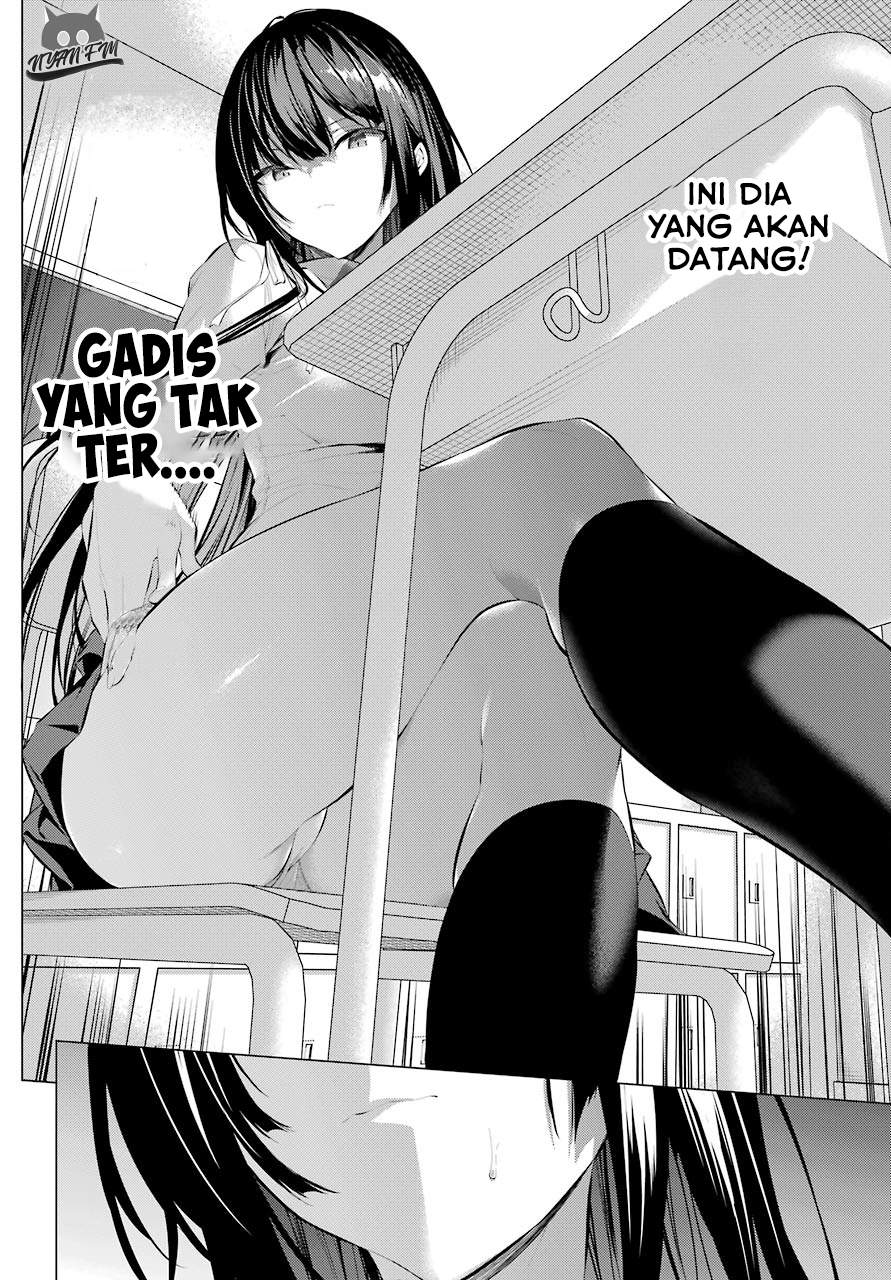 NYAN FM
INI DIA
YANG AKAN
DATANG!
GADIS
YANG TAK
TER....